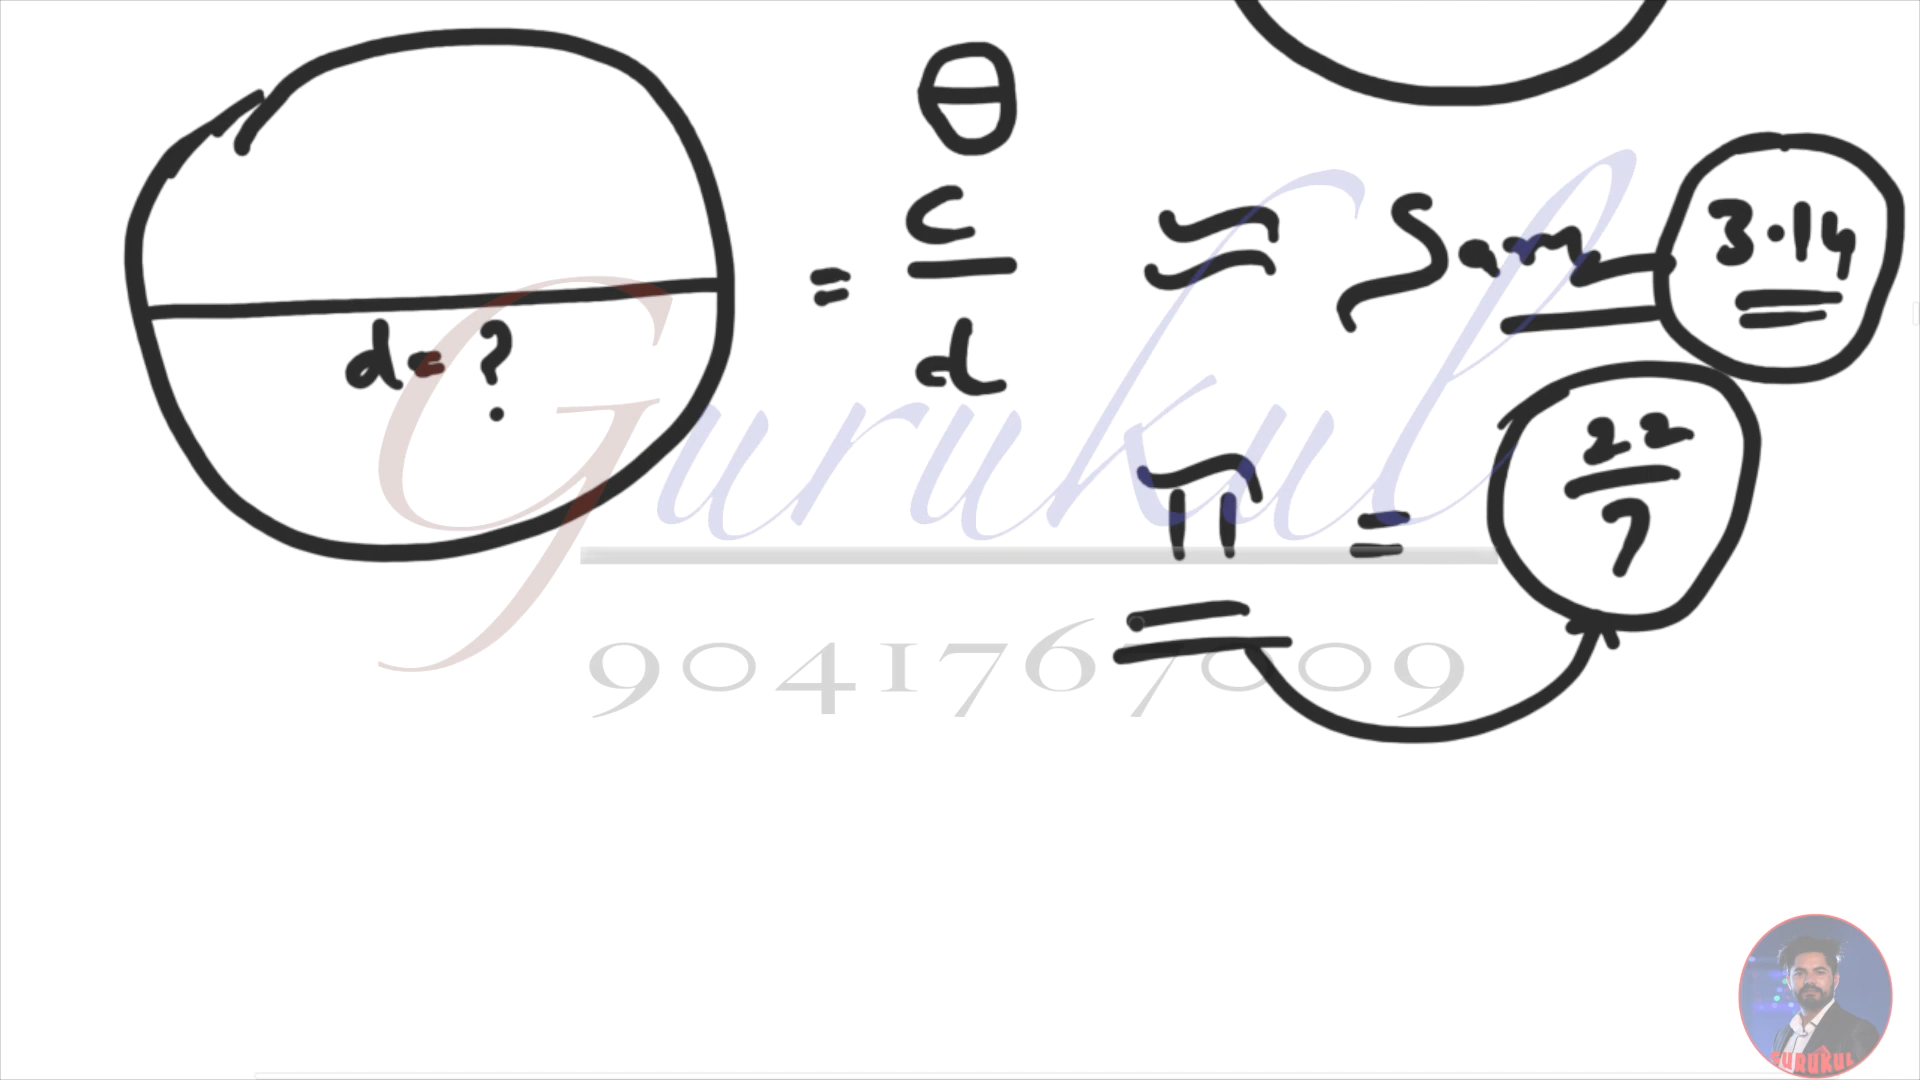 θ
= c/d ≈ Same 3.14
d = ?
π = 22/7
Gurukul
9041767009
GURUKUL